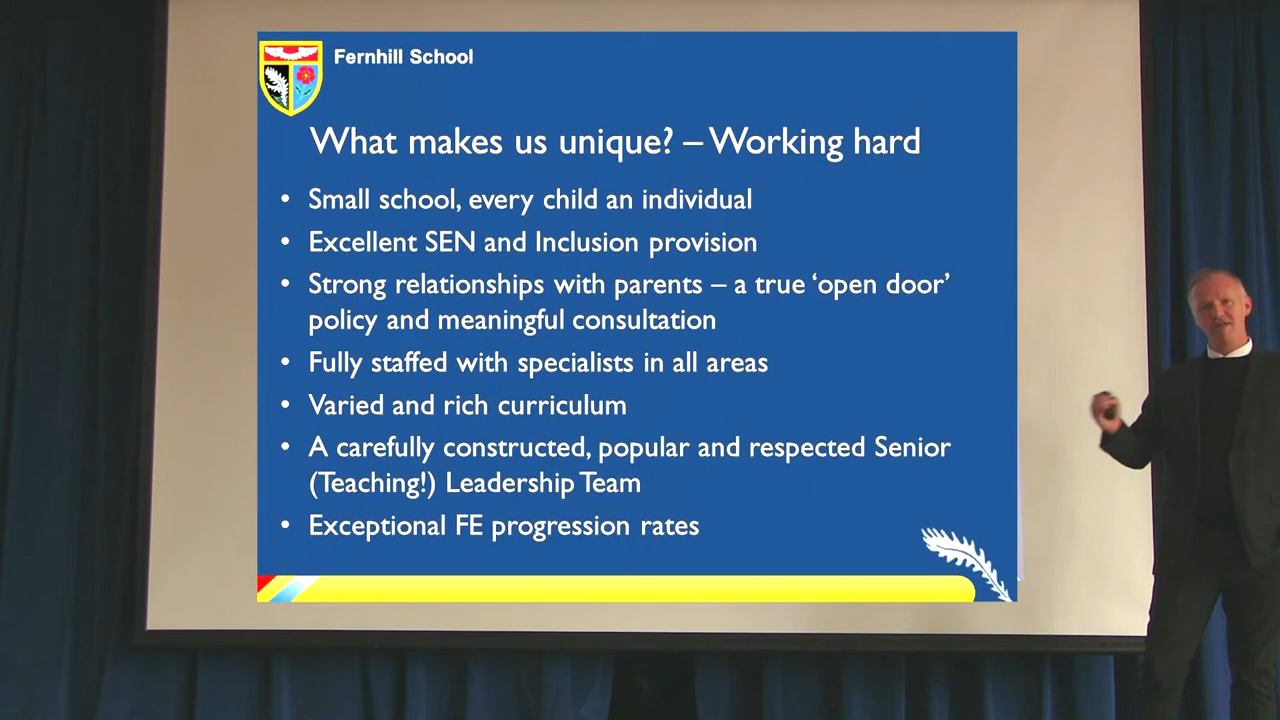 Fernhill School
What makes us unique? – Working hard
• Small school, every child an individual
• Excellent SEN and Inclusion provision
• Strong relationships with parents – a true ‘open door’
policy and meaningful consultation
• Fully staffed with specialists in all areas
• Varied and rich curriculum
• A carefully constructed, popular and respected Senior
(Teaching!) Leadership Team
• Exceptional FE progression rates